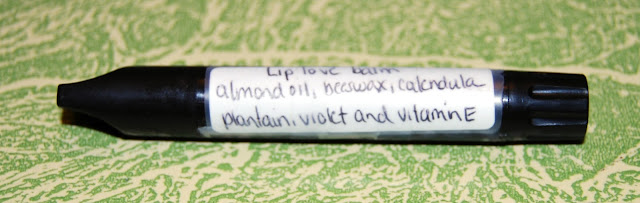 Lip love balm
almond oil, beeswax, calendula
plantain, violet and vitamin E